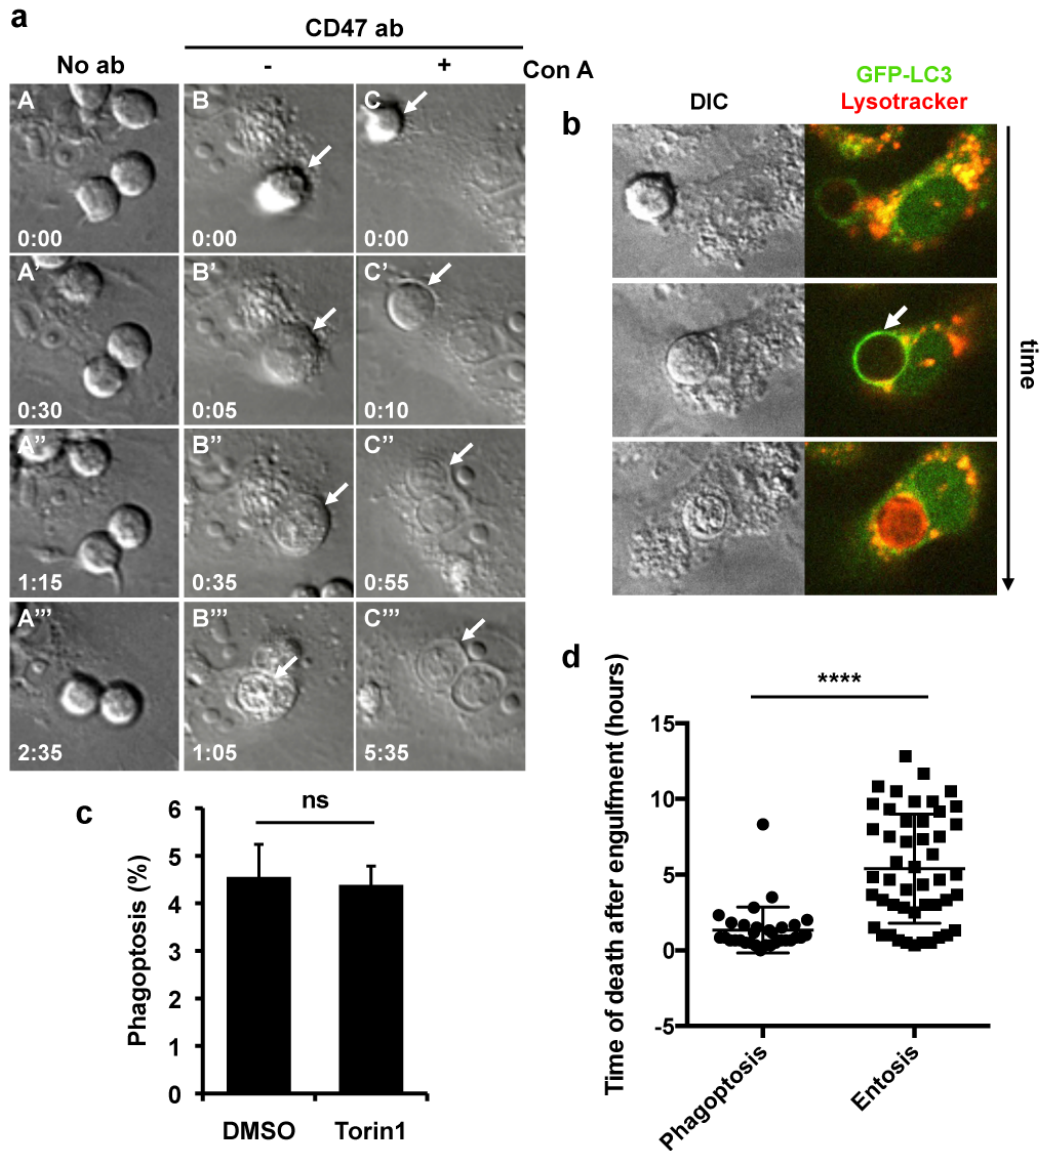 a
CD47 ab
No ab - + Con A
A B C
0:00 0:00 0:00
A’ B’ C’
0:30 0:05 0:10
A’’ B’’ C’’
1:15 0:35 0:55
A’’’ B’’’ C’’’
2:35 1:05 5:35
b
GFP-LC3
DIC Lysotracker
time
c
ns
Phagoptosis (%)
6
5
4
3
2
1
0
DMSO Torin1
d
****
Time of death after engulfment (hours)
15
10
5
0
-5
Phagoptosis
Entosis